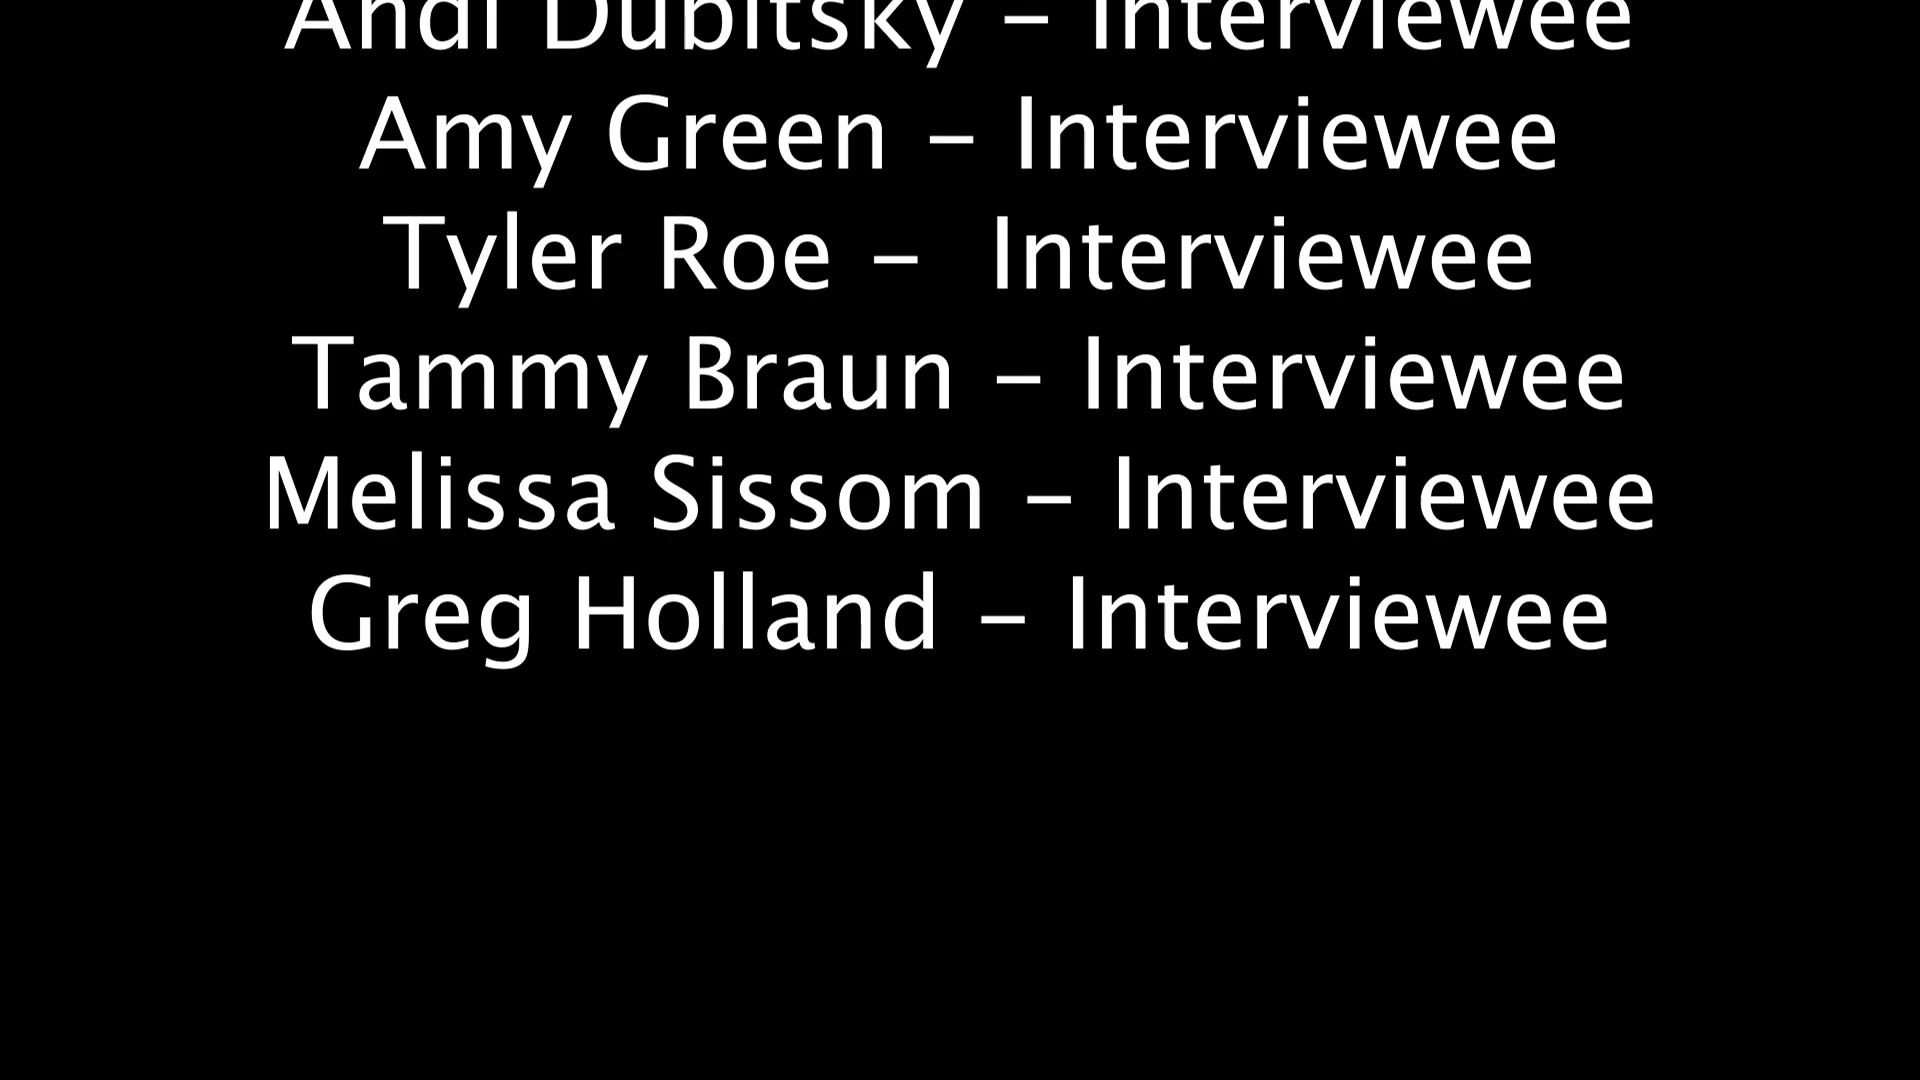 Andi Dubitsky - Interviewee
Amy Green - Interviewee
Tyler Roe - Interviewee
Tammy Braun - Interviewee
Melissa Sissom - Interviewee
Greg Holland - Interviewee